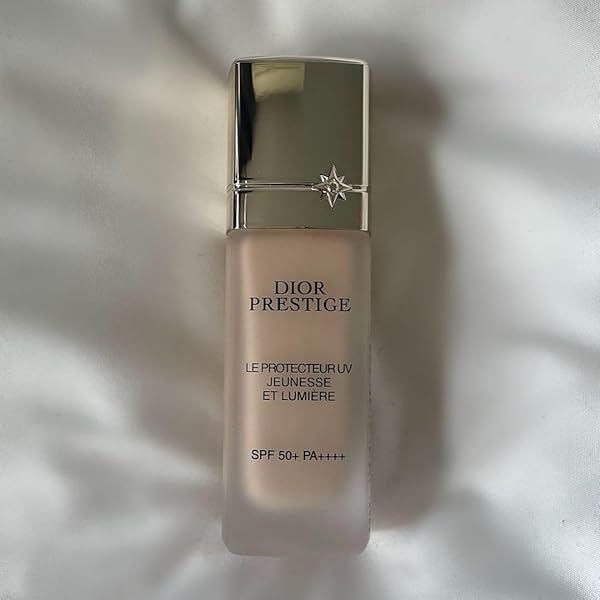 DIOR
PRESTIGE
LE PROTECTEUR UV
JEUNESSE
ET LUMIÈRE
SPF 50+ PA++++